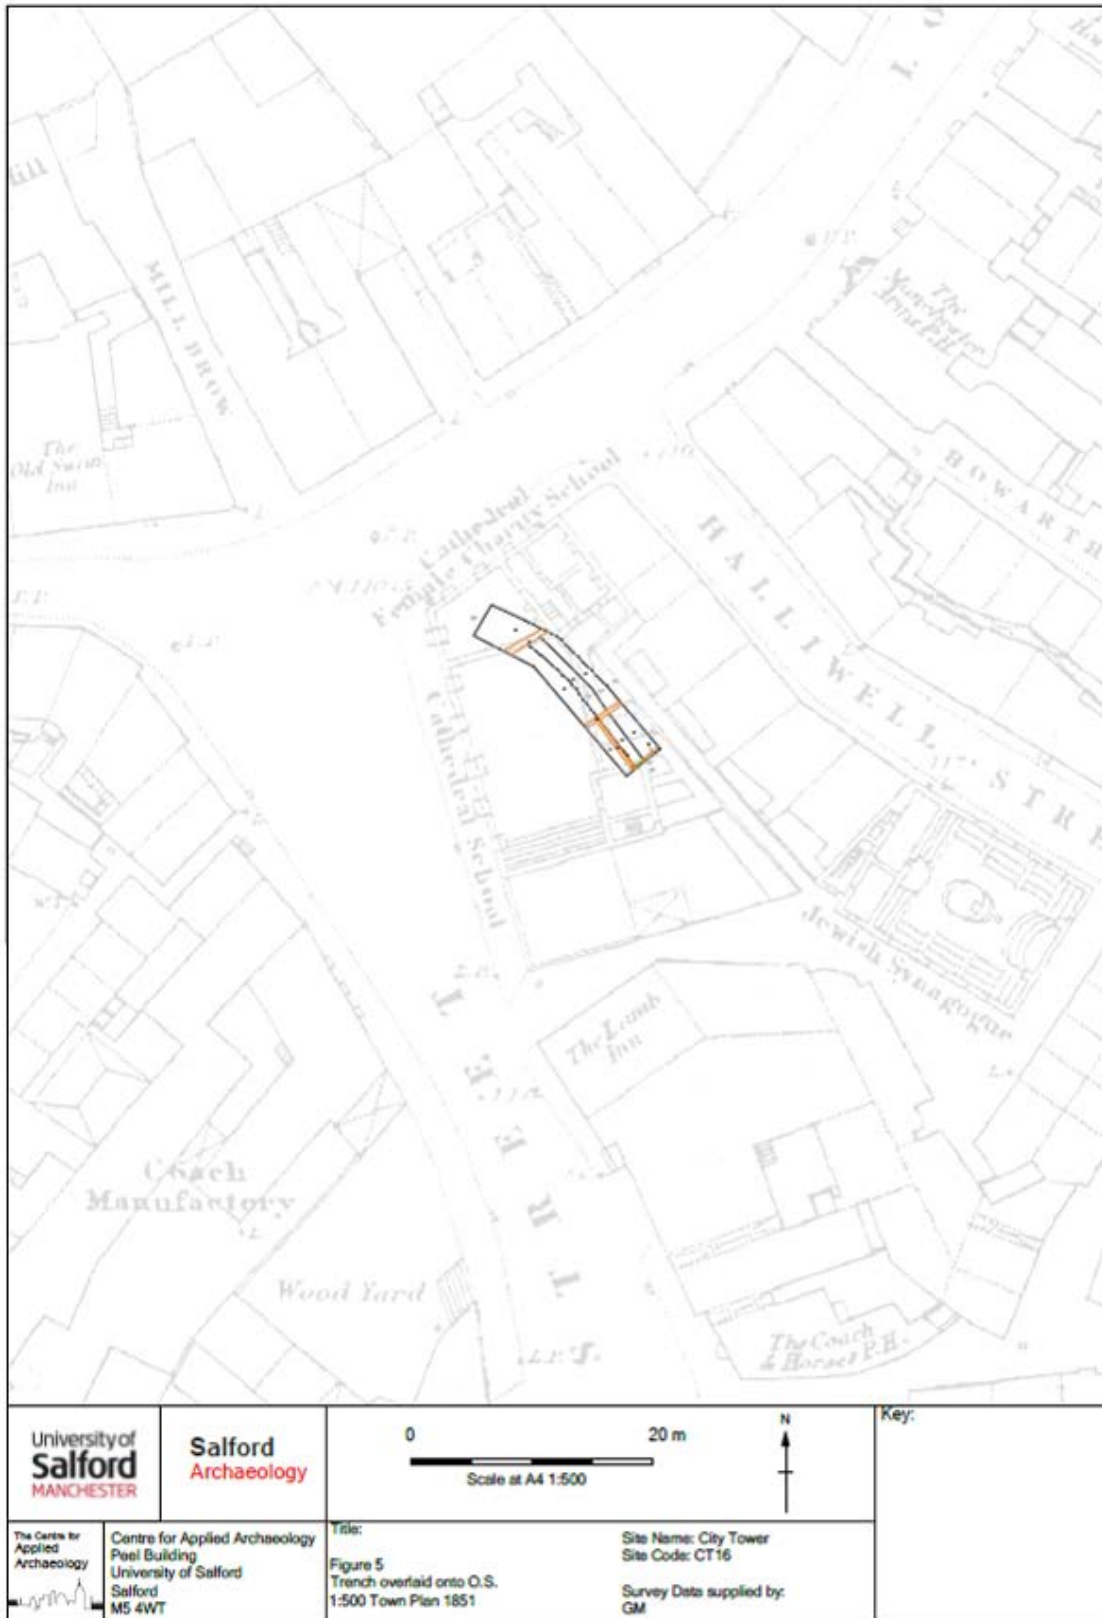 MILL BROW
The
Old Swan
Inn
The
Manchester
Arms P.H.
HOWARTH
Cathedral
Female Charity School
HALLIWELL STRE
Cathedral School
Jewish Synagogue
The Lamb
Inn
TREET
Coach
Manufactory
Wood Yard
The Coach
& Horses P.H.
University of
Salford
MANCHESTER
Salford
Archaeology
0 20 m
Scale at A4 1:500
N
Key:
The Centre for
Applied
Archaeology
Centre for Applied Archaeology
Peel Building
University of Salford
Salford
M5 4WT
Title:
Figure 5
Trench overlaid onto O.S.
1:500 Town Plan 1851
Site Name: City Tower
Site Code: CT16
Survey Data supplied by:
GM